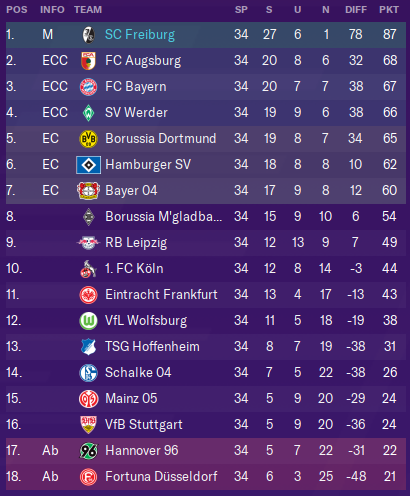 POS INFO TEAM SP S U N DIFF PKT
1. M SC Freiburg 34 27 6 1 78 87
2. ECC FC Augsburg 34 20 8 6 32 68
3. ECC FC Bayern 34 20 7 7 38 67
4. ECC SV Werder 34 19 9 6 38 66
5. EC Borussia Dortmund 34 19 8 7 34 65
6. EC Hamburger SV 34 18 8 8 10 62
7. EC Bayer 04 34 17 9 8 12 60
8. Borussia M'gladba... 34 15 9 10 6 54
9. RB Leipzig 34 12 13 9 7 49
10. 1. FC Köln 34 12 8 14 -3 44
11. Eintracht Frankfurt 34 13 4 17 -13 43
12. VfL Wolfsburg 34 11 5 18 -19 38
13. TSG Hoffenheim 34 8 7 19 -38 31
14. Schalke 04 34 7 5 22 -38 26
15. Mainz 05 34 5 9 20 -29 24
16. VfB Stuttgart 34 5 9 20 -36 24
17. Ab Hannover 96 34 5 7 22 -31 22
18. Ab Fortuna Düsseldorf 34 6 3 25 -48 21